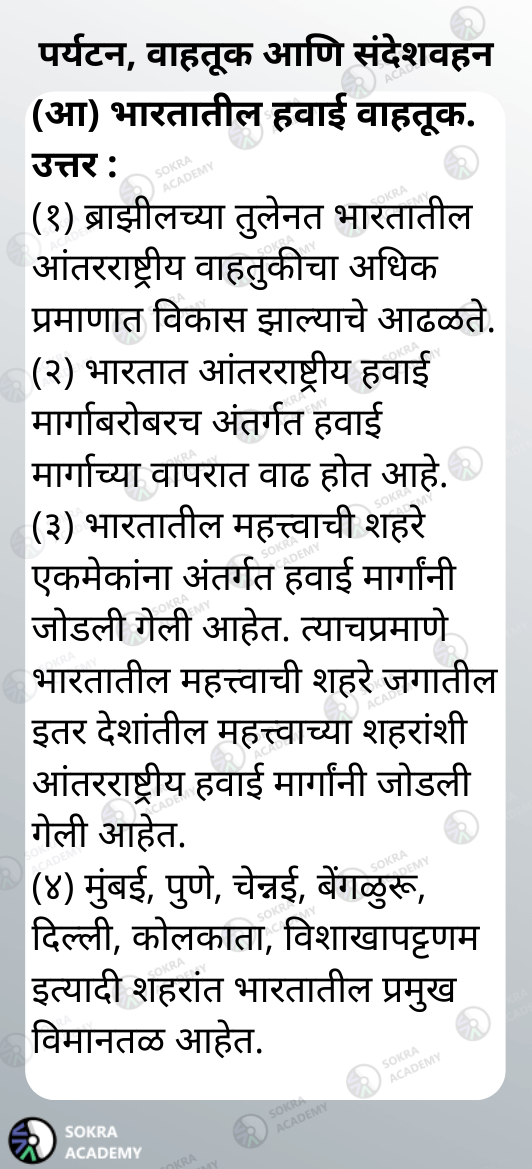 पर्यटन, वाहतूक आणि संदेशवहन
(आ) भारतातील हवाई वाहतूक.
उत्तर :
(१) ब्राझीलच्या तुलेनत भारतातील
आंतरराष्ट्रीय वाहतुकीचा अधिक
प्रमाणात विकास झाल्याचे आढळते.
(२) भारतात आंतरराष्ट्रीय हवाई
मार्गाबरोबरच अंतर्गत हवाई
मार्गाच्या वापरात वाढ होत आहे.
(३) भारतातील महत्त्वाची शहरे
एकमेकांना अंतर्गत हवाई मार्गांनी
जोडली गेली आहेत. त्याचप्रमाणे
भारतातील महत्त्वाची शहरे जगातील
इतर देशांतील महत्त्वाच्या शहरांशी
आंतरराष्ट्रीय हवाई मार्गांनी जोडली
गेली आहेत.
(४) मुंबई, पुणे, चेन्नई, बेंगळुरू,
दिल्ली, कोलकाता, विशाखापट्टणम
इत्यादी शहरांत भारतातील प्रमुख
विमानतळ आहेत.
SOKRA
ACADEMY